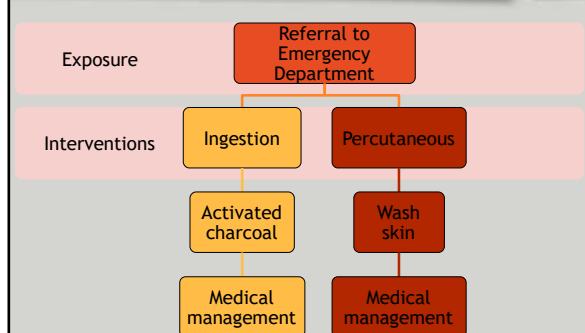 Exposure
Referral to
Emergency
Department
Interventions
Ingestion
Percutaneous
Activated
charcoal
Wash
skin
Medical
management
Medical
management